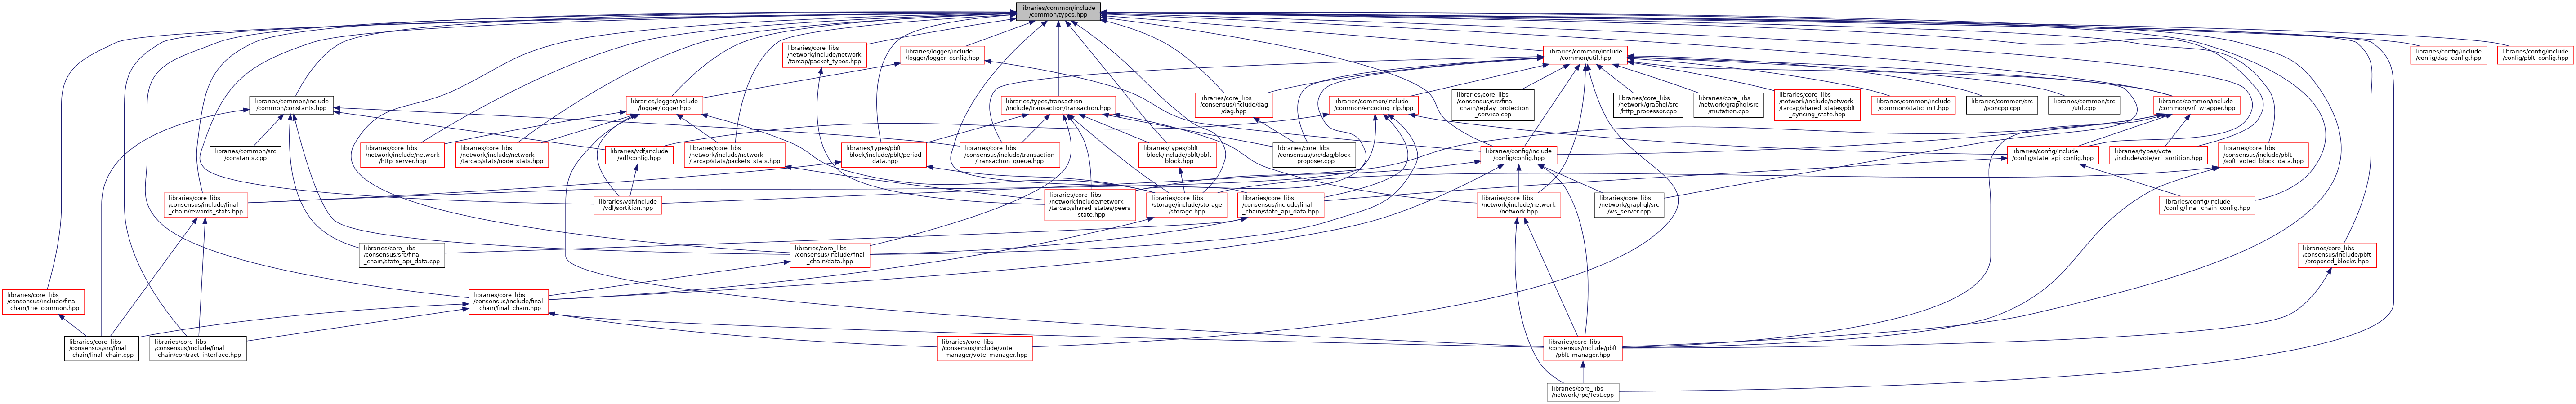 libraries/common/include
/common/types.hpp
libraries/core_libs
/network/include/network
/tarcap/packet_types.hpp
libraries/logger/include
/logger/logger_config.hpp
libraries/common/include
/common/util.hpp
libraries/config/include
/config/dag_config.hpp
libraries/config/include
/config/pbft_config.hpp
libraries/common/include
/common/constants.hpp
libraries/logger/include
/logger/logger.hpp
libraries/types/transaction
/include/transaction/transaction.hpp
libraries/core_libs
/consensus/include/dag
/dag.hpp
libraries/common/include
/common/encoding_rlp.hpp
libraries/core_libs
/consensus/src/final
_chain/replay_protection
_service.cpp
libraries/core_libs
/network/graphql/src
/http_processor.cpp
libraries/core_libs
/network/graphql/src
/mutation.cpp
libraries/core_libs
/network/include/network
/tarcap/shared_states/pbft
_syncing_state.hpp
libraries/common/include
/common/static_init.hpp
libraries/common/src
/jsoncpp.cpp
libraries/common/src
/util.cpp
libraries/common/include
/common/vrf_wrapper.hpp
libraries/common/src
/constants.cpp
libraries/core_libs
/network/include/network
/http_server.hpp
libraries/core_libs
/network/include/network
/tarcap/stats/node_stats.hpp
libraries/vdf/include
/vdf/config.hpp
libraries/core_libs
/network/include/network
/tarcap/stats/packets_stats.hpp
libraries/types/pbft
_block/include/pbft/period
_data.hpp
libraries/core_libs
/consensus/include/transaction
/transaction_queue.hpp
libraries/types/pbft
_block/include/pbft/pbft
_block.hpp
libraries/core_libs
/consensus/src/dag/block
_proposer.cpp
libraries/config/include
/config/config.hpp
libraries/config/include
/config/state_api_config.hpp
libraries/types/vote
/include/vote/vrf_sortition.hpp
libraries/core_libs
/consensus/include/pbft
/soft_voted_block_data.hpp
libraries/core_libs
/consensus/include/final
_chain/rewards_stats.hpp
libraries/vdf/include
/vdf/sortition.hpp
libraries/core_libs
/network/include/network
/tarcap/shared_states/peers
_state.hpp
libraries/core_libs
/storage/include/storage
/storage.hpp
libraries/core_libs
/consensus/include/final
_chain/state_api_data.hpp
libraries/core_libs
/network/include/network
/network.hpp
libraries/core_libs
/network/graphql/src
/ws_server.cpp
libraries/config/include
/config/final_chain_config.hpp
libraries/core_libs
/consensus/src/final
_chain/state_api_data.cpp
libraries/core_libs
/consensus/include/final
_chain/data.hpp
libraries/core_libs
/consensus/include/pbft
/proposed_blocks.hpp
libraries/core_libs
/consensus/include/final
_chain/trie_common.hpp
libraries/core_libs
/consensus/include/final
_chain/final_chain.hpp
libraries/core_libs
/consensus/src/final
_chain/final_chain.cpp
libraries/core_libs
/consensus/include/final
_chain/contract_interface.hpp
libraries/core_libs
/consensus/include/vote
_manager/vote_manager.hpp
libraries/core_libs
/consensus/include/pbft
/pbft_manager.hpp
libraries/core_libs
/network/rpc/Test.cpp